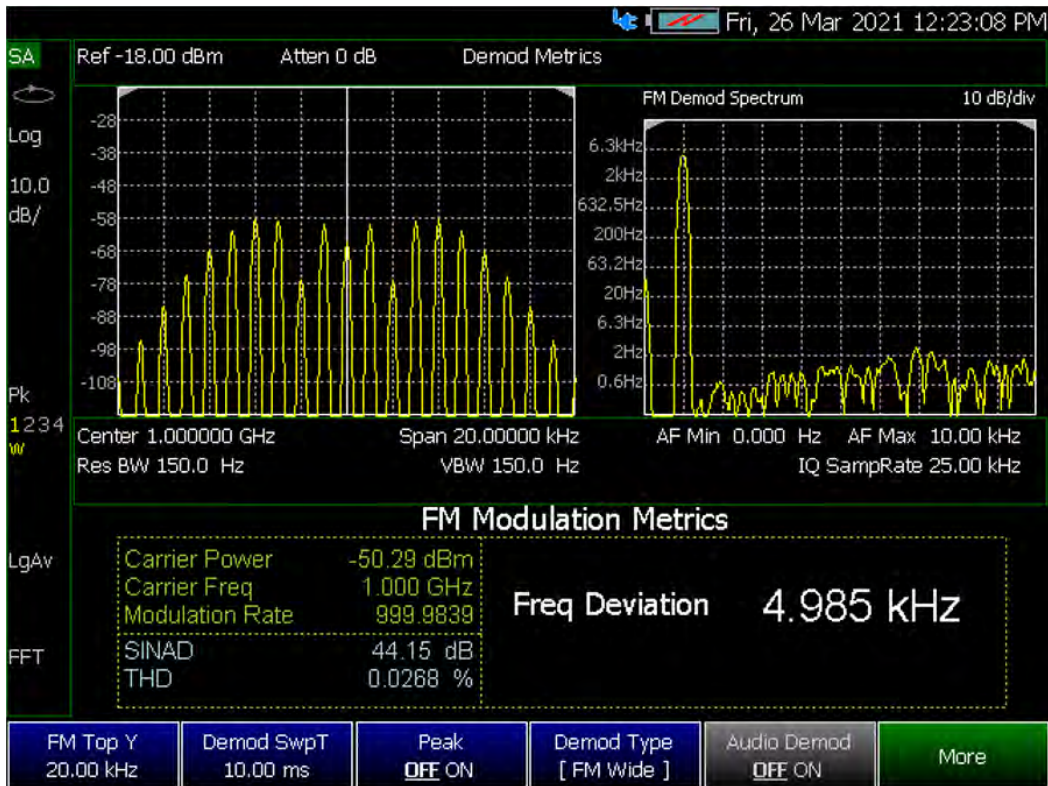 Fri, 26 Mar 2021 12:23:08 PM
SA
Ref -18.00 dBm Atten 0 dB Demod Metrics
Log
10.0
dB/
-28
-38
-48
-58
-68
-78
-88
-98
-108
FM Demod Spectrum 10 dB/div
6.3kHz
2kHz
632.5Hz
200Hz
63.2Hz
20Hz
6.3Hz
2Hz
0.6Hz
Pk
1234
W
Center 1.000000 GHz Span 20.00000 kHz
Res BW 150.0 Hz VBW 150.0 Hz
AF Min 0.000 Hz AF Max 10.00 kHz
IQ SampRate 25.00 kHz
FM Modulation Metrics
LgAv
FFT
Carrier Power -50.29 dBm
Carrier Freq 1.000 GHz
Modulation Rate 999.9839
SINAD 44.15 dB
THD 0.0268 %
Freq Deviation 4.985 kHz
FM Top Y
20.00 kHz
Demod SwpT
10.00 ms
Peak
OFF ON
Demod Type
[ FM Wide ]
Audio Demod
OFF ON
More